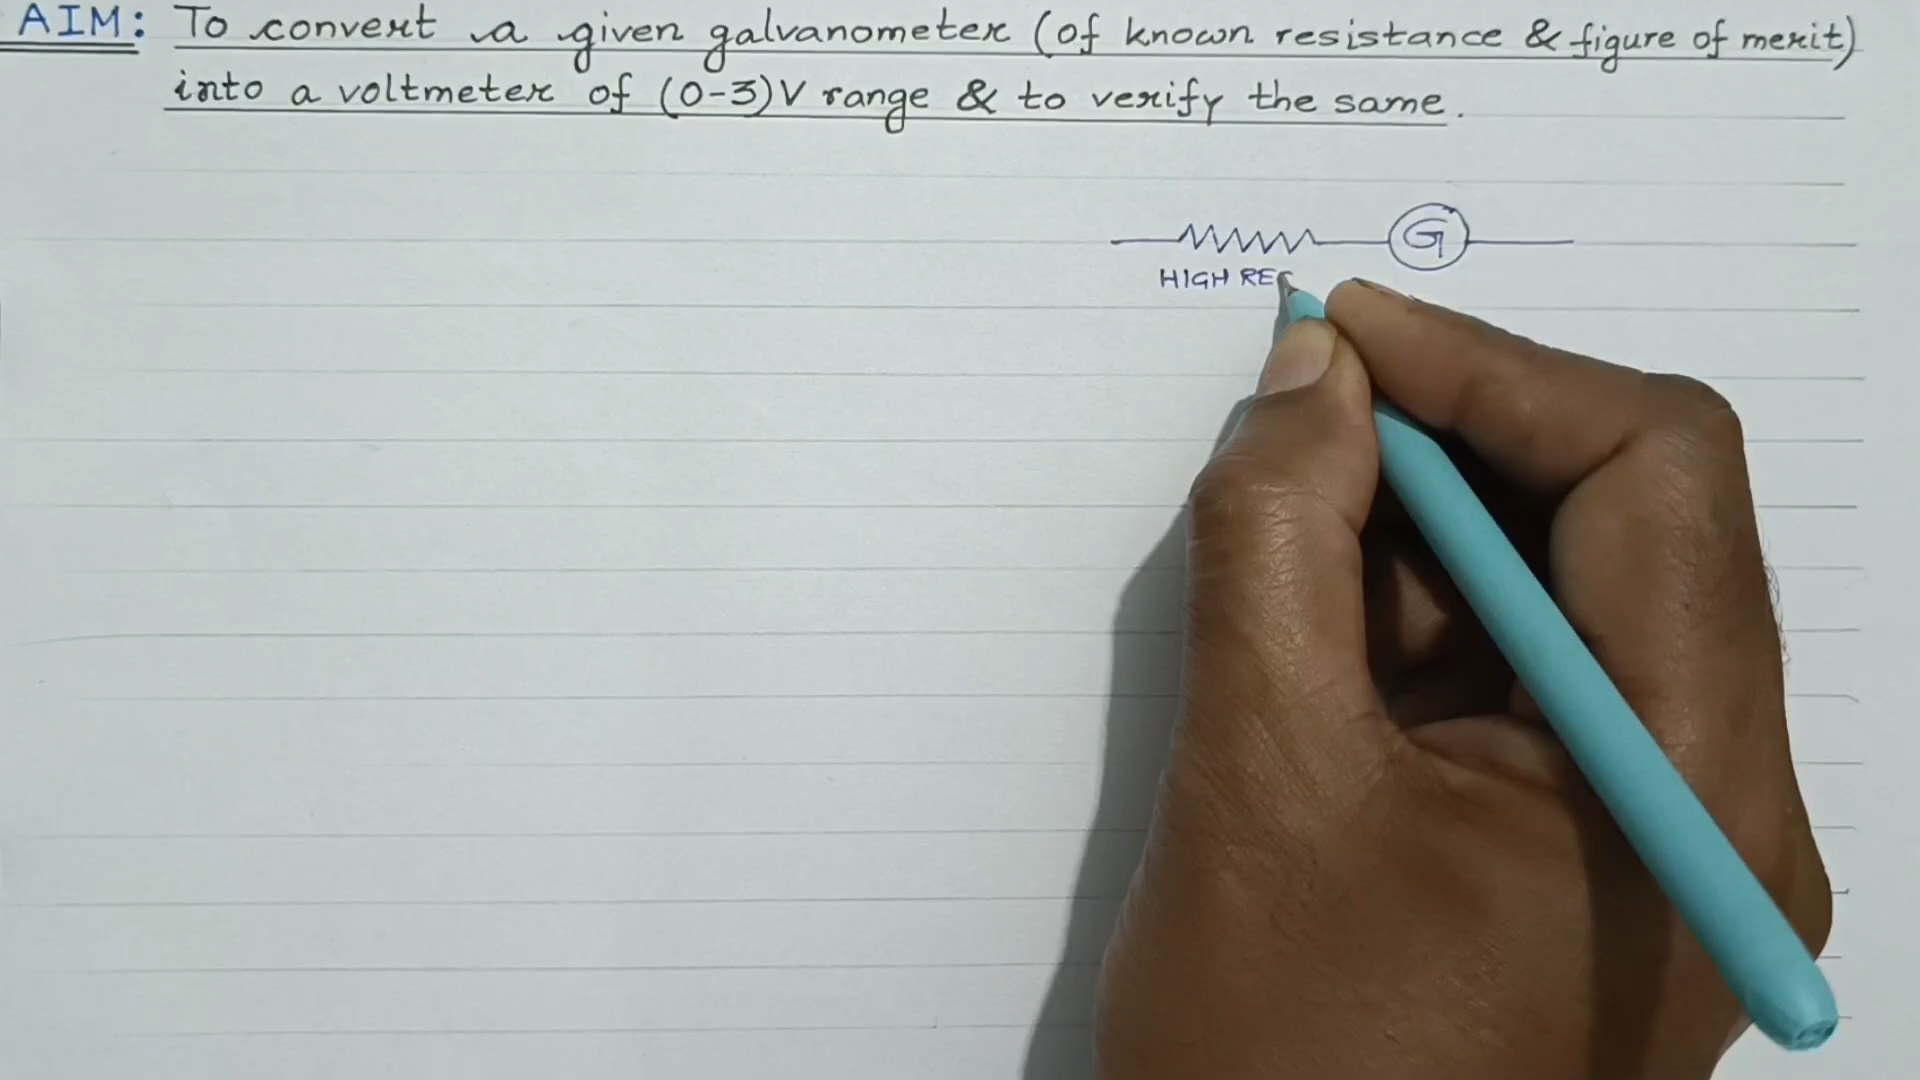 AIM: To convert a given galvanometer (of known resistance & figure of merit)
into a voltmeter of (0-3)V range & to verify the same.
G
HIGH RES